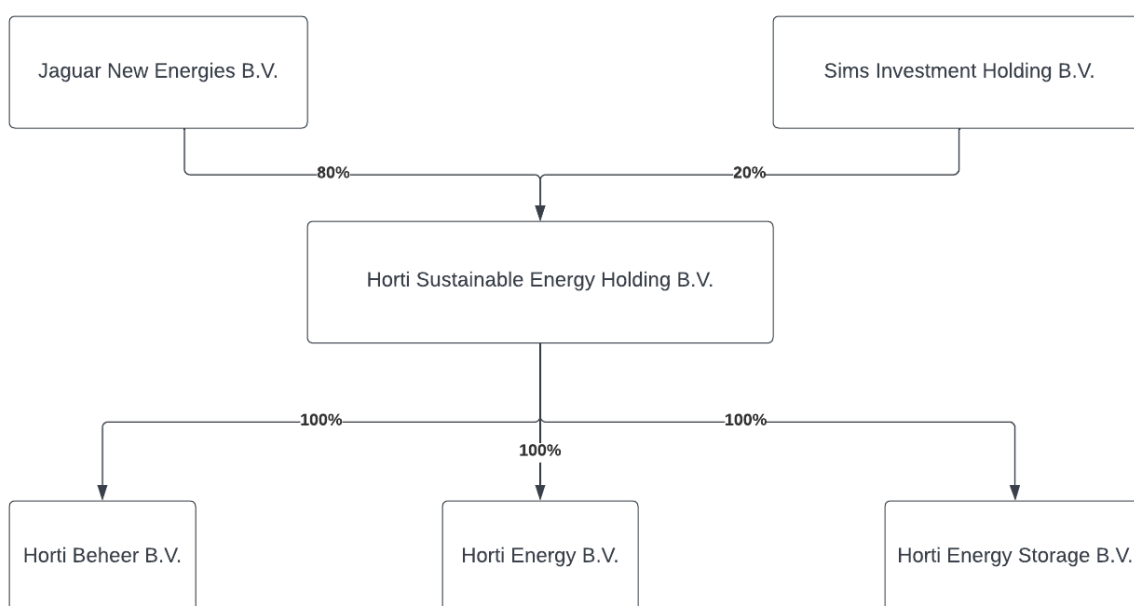 Jaguar New Energies B.V.
Sims Investment Holding B.V.
80%
20%
Horti Sustainable Energy Holding B.V.
100%
100%
100%
Horti Beheer B.V.
Horti Energy B.V.
Horti Energy Storage B.V.